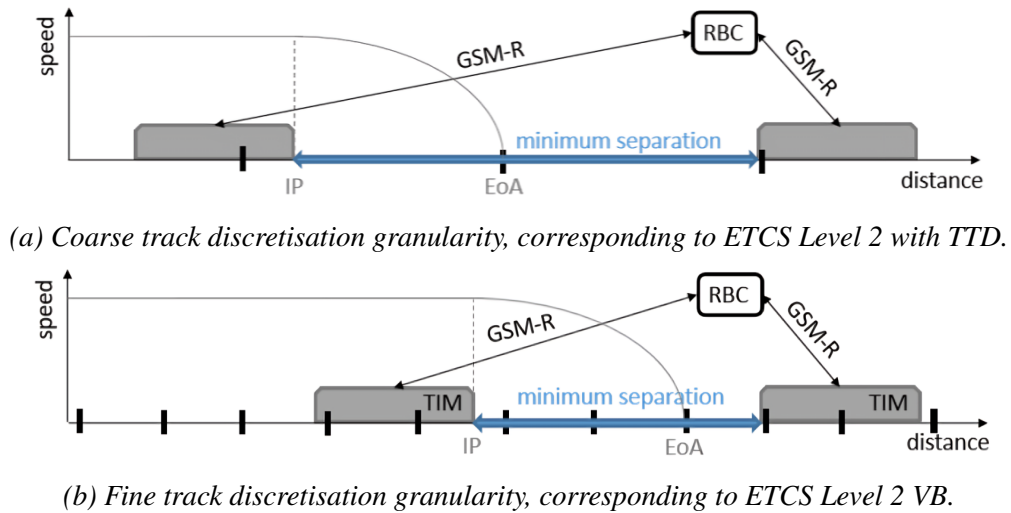 speed
RBC
GSM-R
GSM-R
minimum separation
IP
EoA
distance
(a) Coarse track discretisation granularity, corresponding to ETCS Level 2 with TTD.
speed
RBC
GSM-R
GSM-R
TIM
minimum separation
TIM
IP
EoA
distance
(b) Fine track discretisation granularity, corresponding to ETCS Level 2 VB.